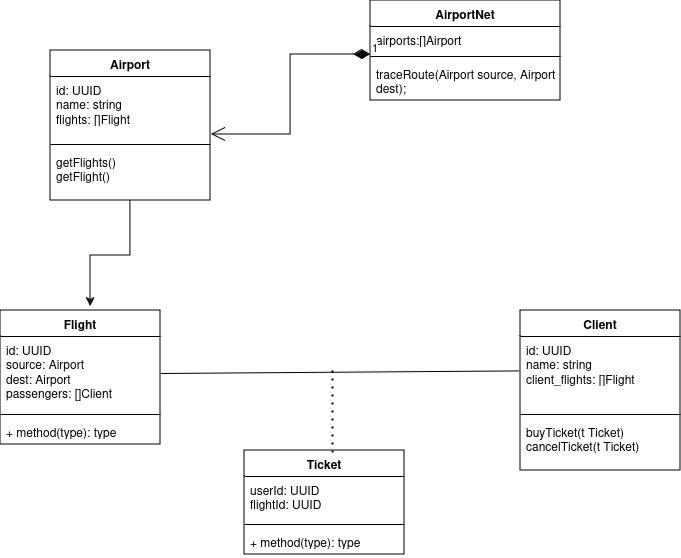 AirportNet
airports:[]Airport
1
traceRoute(Airport source, Airport
dest);
Airport
id: UUID
name: string
flights: []Flight
getFlights()
getFlight()
Flight
id: UUID
source: Airport
dest: Airport
passengers: []Client
+ method(type): type
Client
id: UUID
name: string
client_flights: []Flight
buyTicket(t Ticket)
cancelTicket(t Ticket)
Ticket
userId: UUID
flightId: UUID
+ method(type): type